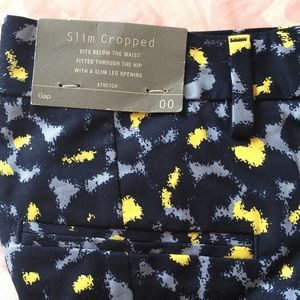 Slim Cropped
SITS BELOW THE WAIST
FITTED THROUGH THE HIP
WITH A SLIM LEG OPENING
STRETCH
Gap
00